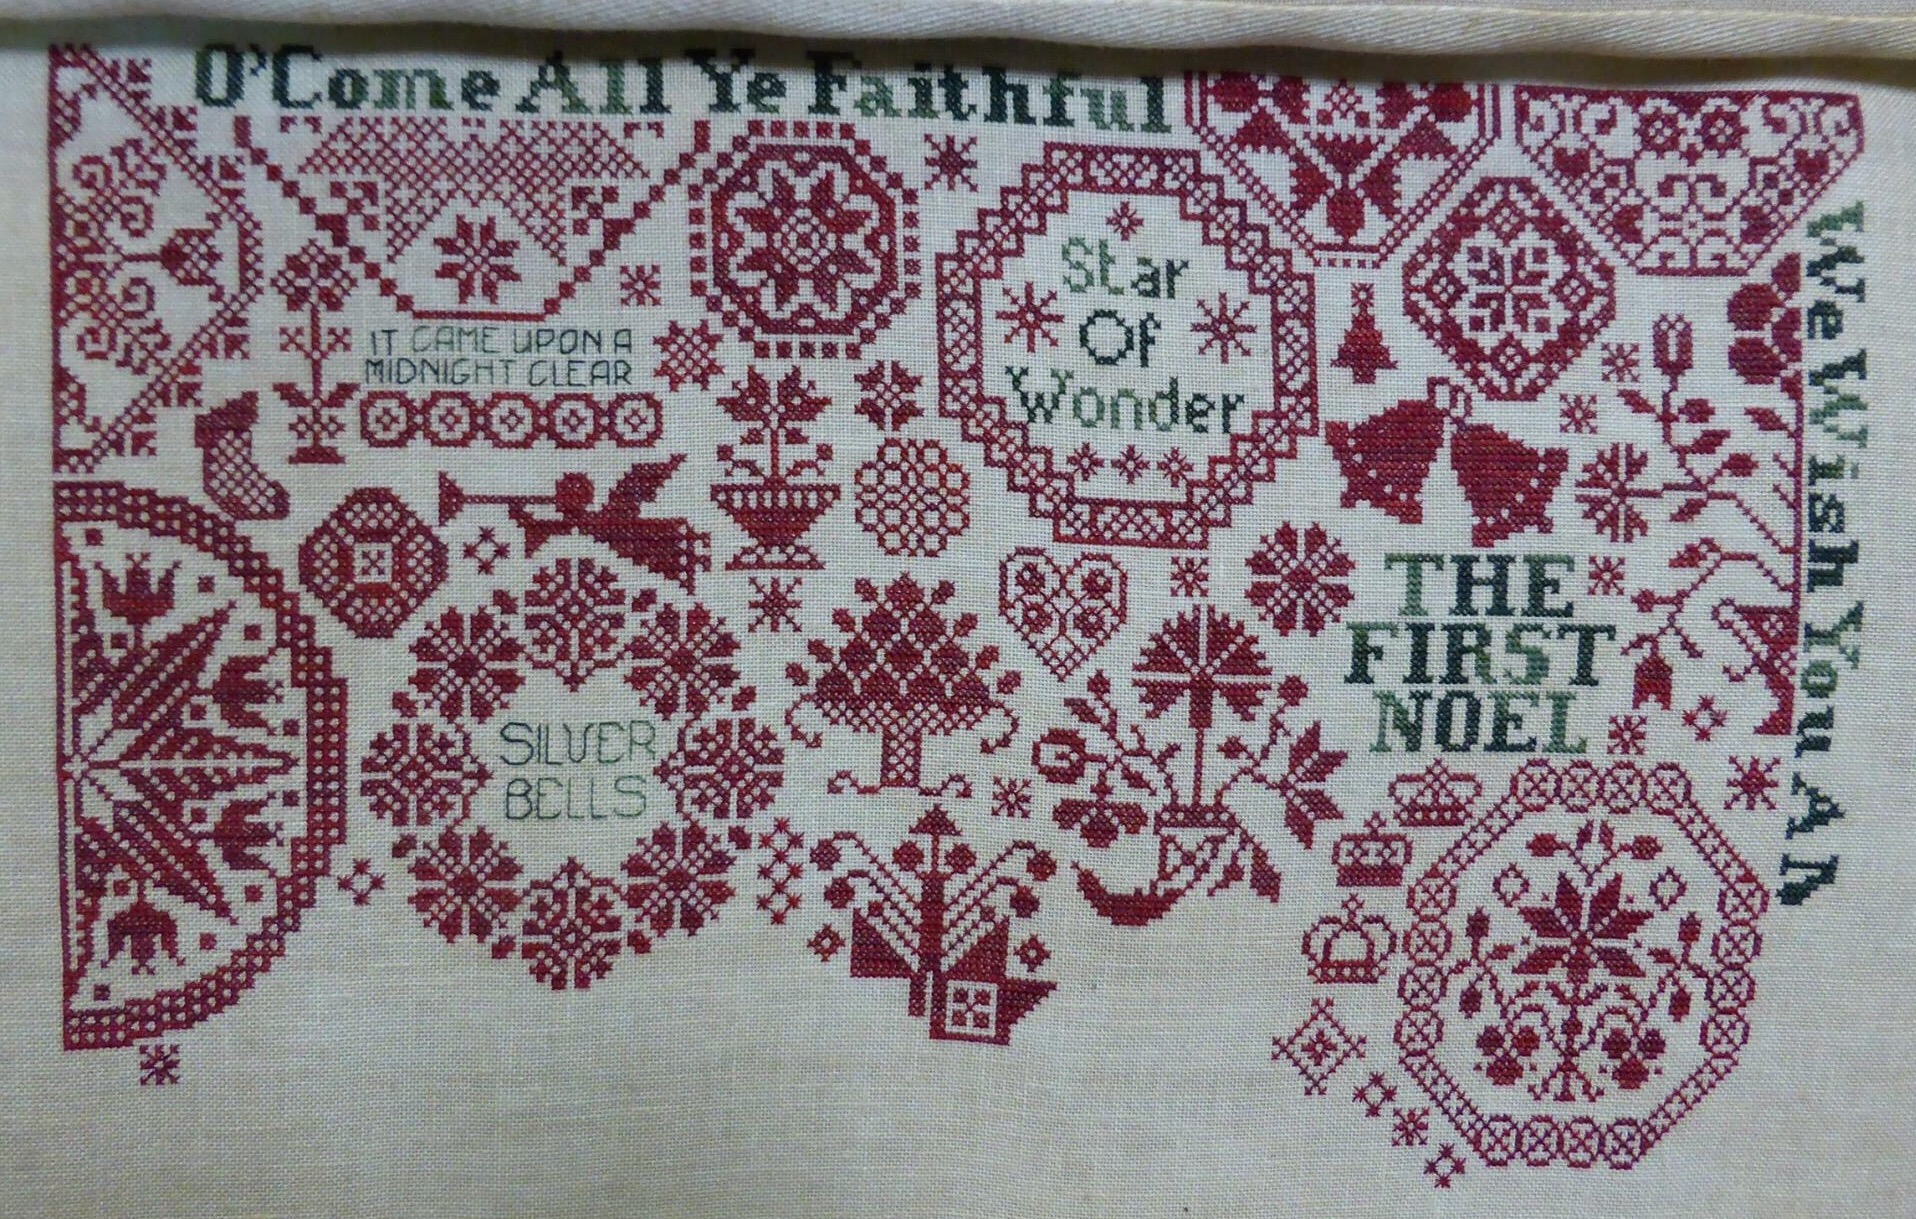 O'Come All Ye Faithful
IT CAME UPON A
MIDNIGHT CLEAR
Star
Of
Wonder
THE
FIRST
NOEL
SILVER
BELLS
We Wish You A